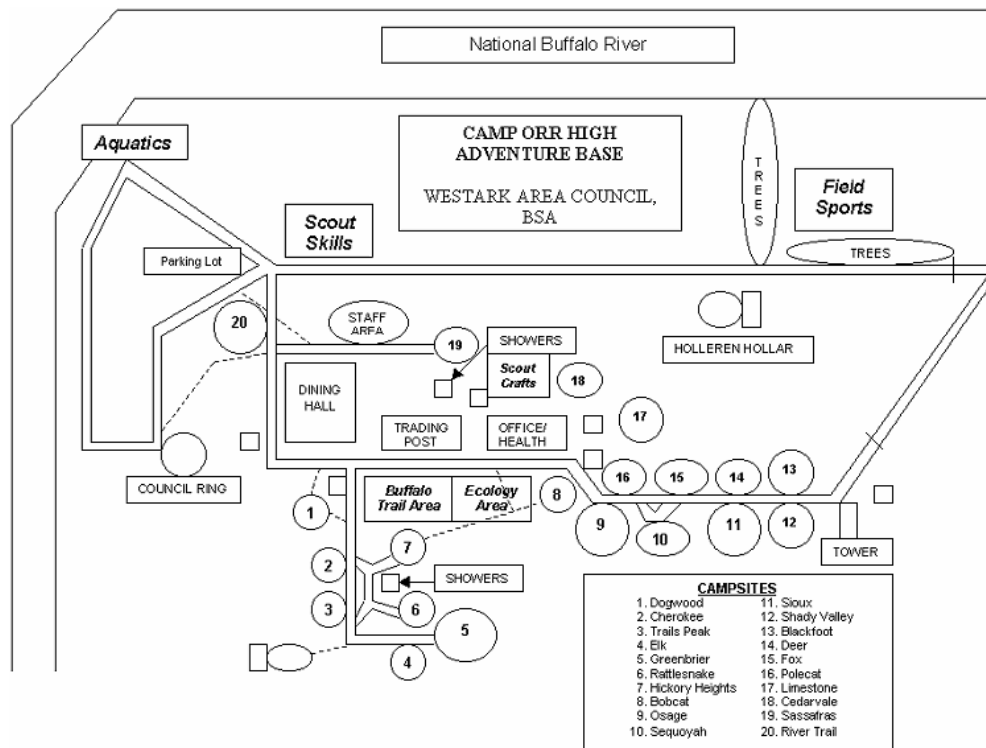 National Buffalo River
Aquatics
CAMP ORR HIGH
ADVENTURE BASE
WESTARK AREA COUNCIL,
BSA
T
R
E
E
S
Field
Sports
Scout
Skills
TREES
Parking Lot
20
STAFF
AREA
19
SHOWERS
HOLLEREN HOLLAR
Scout
Crafts
18
DINING
HALL
17
TRADING
POST
OFFICE/
HEALTH
COUNCIL RING
16
15
14
13
1
Buffalo
Trail Area
Ecology
Area
8
9
10
11
12
TOWER
7
2
SHOWERS
3
6
5
4
CAMPSITES
1. Dogwood
2. Cherokee
3. Trails Peak
4. Elk
5. Greenbrier
6. Rattlesnake
7. Hickory Heights
8. Bobcat
9. Osage
10. Sequoyah
11. Sioux
12. Shady Valley
13. Blackfoot
14. Deer
15. Fox
16. Polecat
17. Limestone
18. Cedarvale
19. Sassafras
20. River Trail